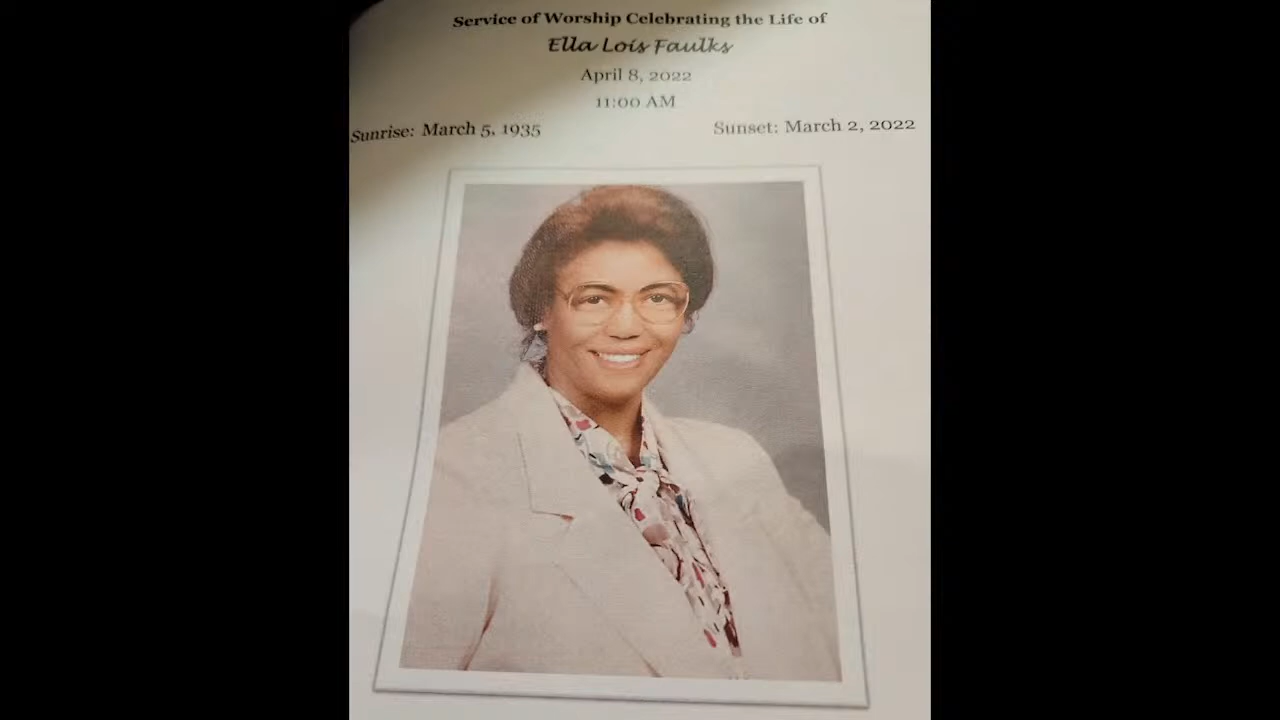 Service of Worship Celebrating the Life of
Ella Lois Faulks
April 8, 2022
11:00 AM
Sunrise: March 5, 1935 Sunset: March 2, 2022